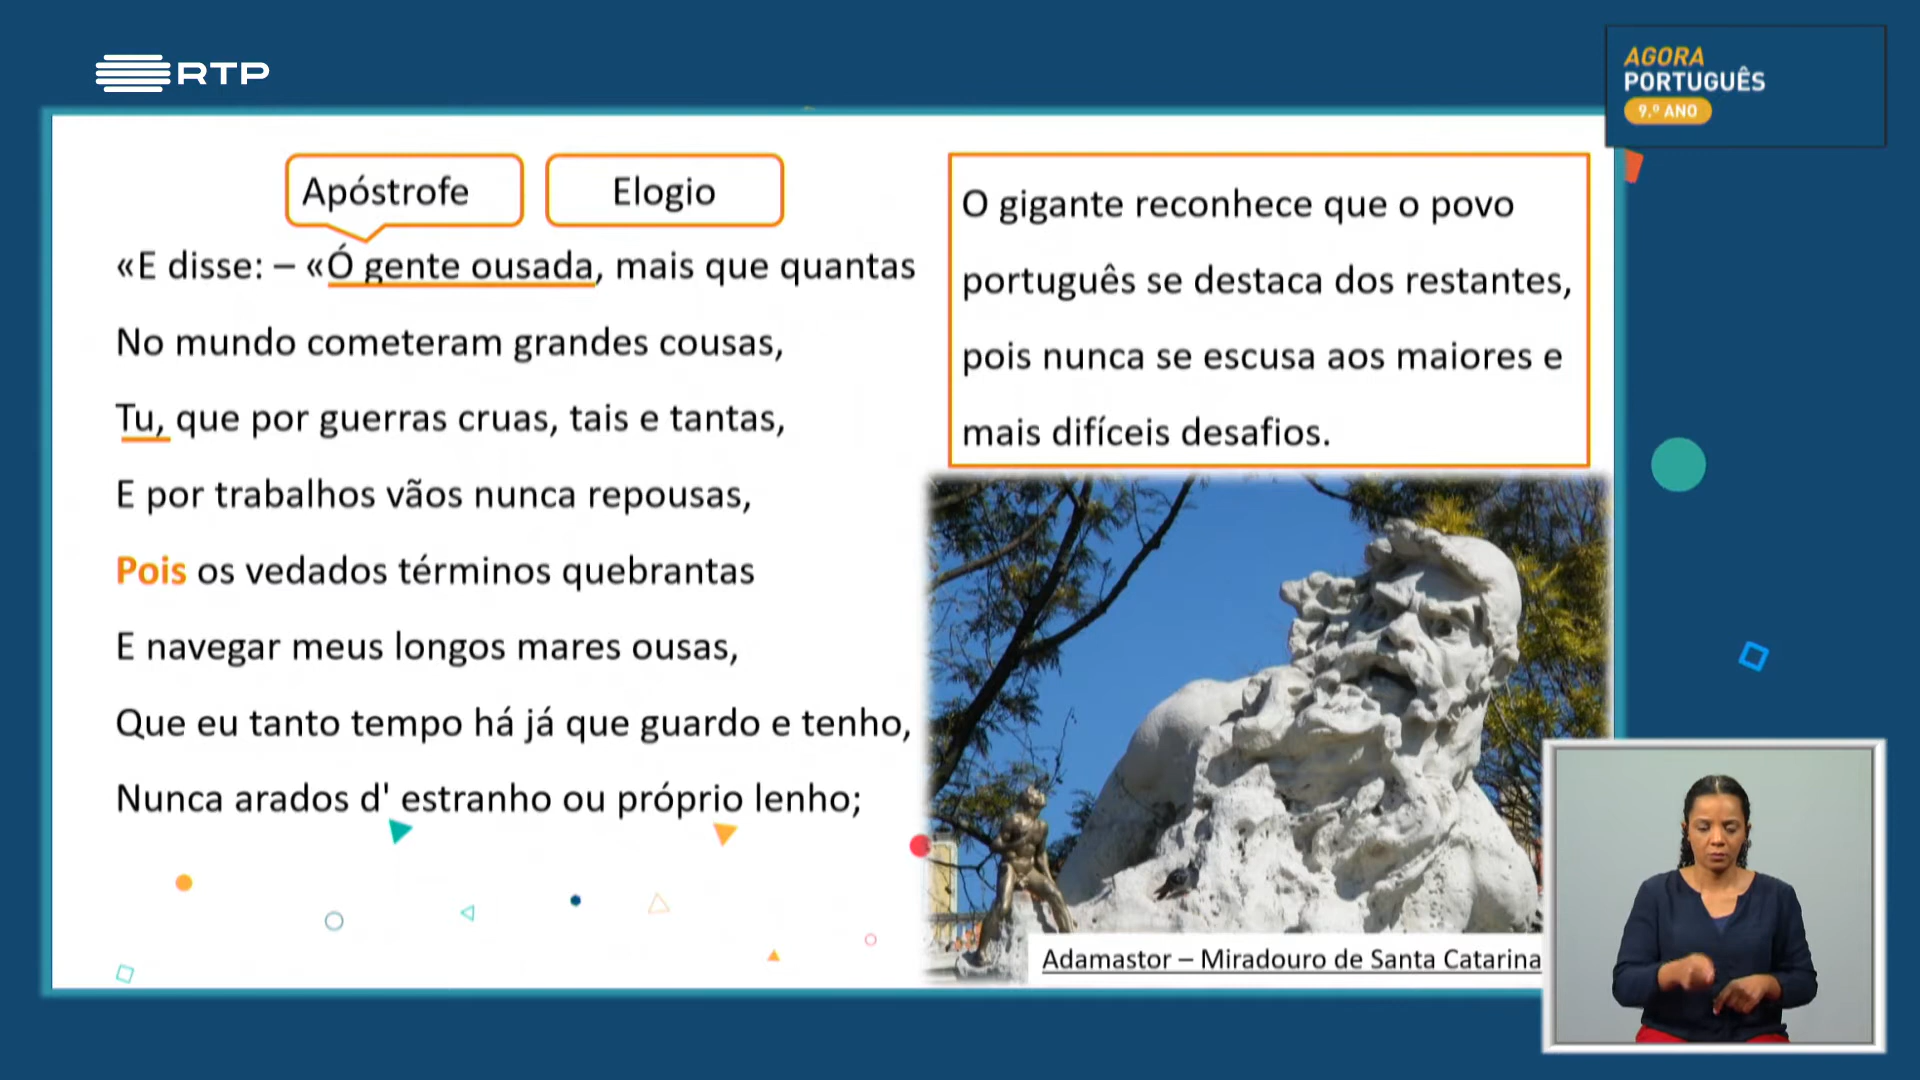 RTP
AGORA
PORTUGUÊS
9.º ANO
Apóstrofe
Elogio
«E disse: – «Ó gente ousada, mais que quantas
No mundo cometeram grandes cousas,
Tu, que por guerras cruas, tais e tantas,
E por trabalhos vãos nunca repousas,
Pois os vedados términos quebrantas
E navegar meus longos mares ousas,
Que eu tanto tempo há já que guardo e tenho,
Nunca arados d' estranho ou próprio lenho;
O gigante reconhece que o povo
português se destaca dos restantes,
pois nunca se escusa aos maiores e
mais difíceis desafios.
Adamastor – Miradouro de Santa Catarina